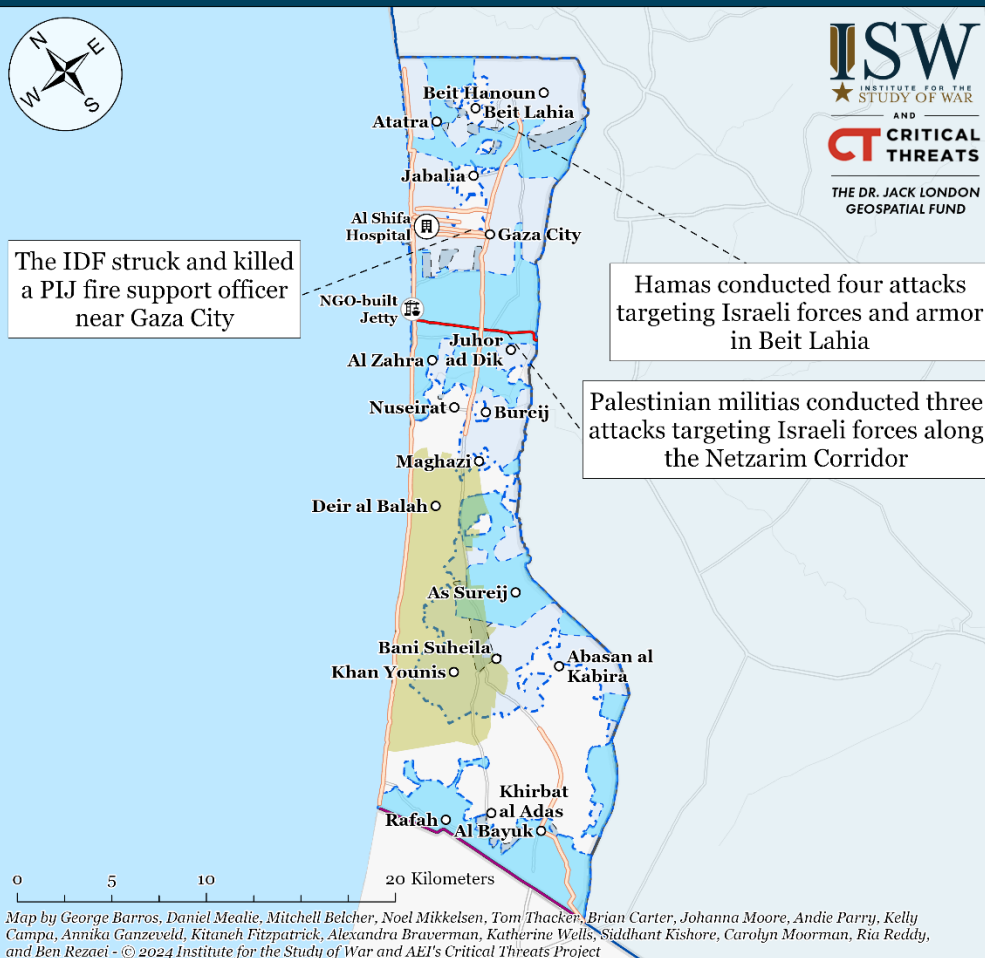 N
E
W
S
ISW
INSTITUTE FOR THE
STUDY OF WAR
AND
CT CRITICAL
THREATS
THE DR. JACK LONDON
GEOSPATIAL FUND
Beit Hanoun
Beit Lahia
Atatra
Jabalia
Al Shifa
Hospital
Gaza City
The IDF struck and killed
a PIJ fire support officer
near Gaza City
Hamas conducted four attacks
targeting Israeli forces and armor
in Beit Lahia
NGO-built
Jetty
Juhor
ad Dik
Al Zahra
Palestinian militias conducted three
attacks targeting Israeli forces along
the Netzarim Corridor
Nuseirat
Bureij
Maghazi
Deir al Balah
As Sureij
Bani Suheila
Khan Younis
Abasan al
Kabira
Khirbat
al Adas
Rafah
Al Bayuk
0 5 10 20 Kilometers
Map by George Barros, Daniel Mealie, Mitchell Belcher, Noel Mikkelsen, Tom Thacker, Brian Carter, Johanna Moore, Andie Parry, Kelly
Campa, Annika Ganzeveld, Kitaneh Fitzpatrick, Alexandra Braverman, Katherine Wells, Siddhant Kishore, Carolyn Moorman, Ria Reddy,
and Ben Rezaei - © 2024 Institute for the Study of War and AEI's Critical Threats Project